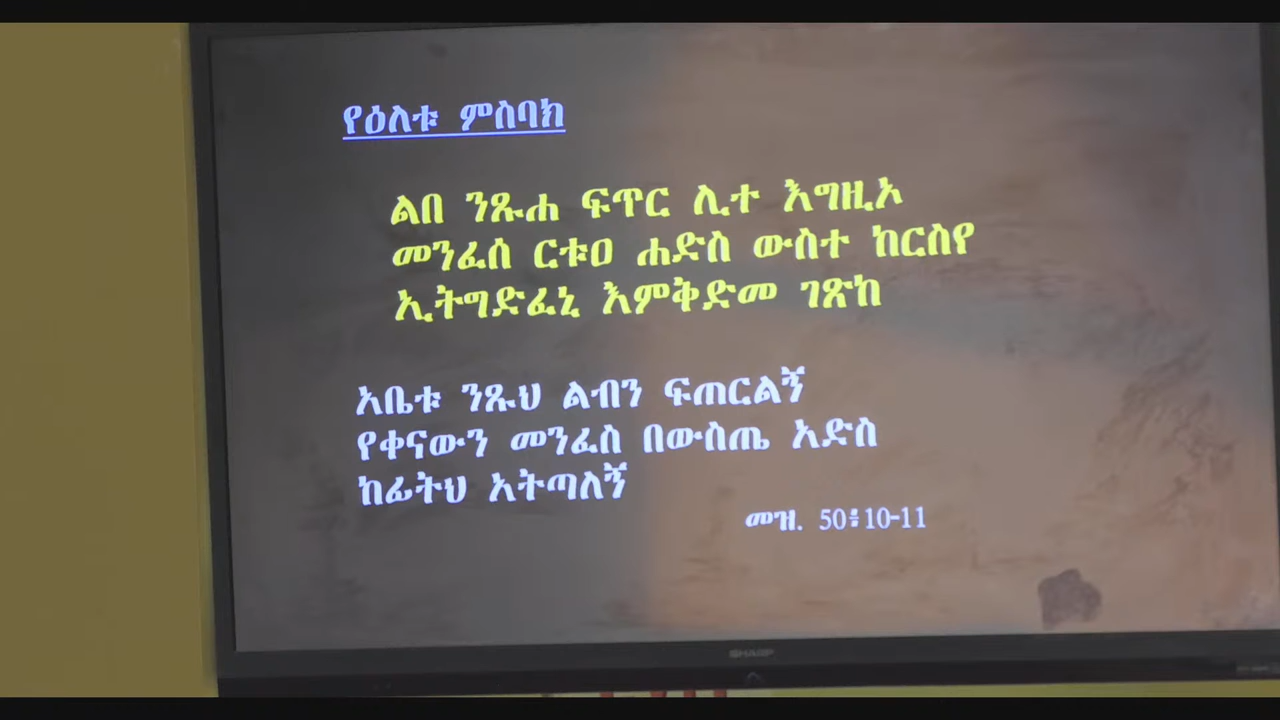 የዕለቱ ምስባክ
ልበ ንጹሐ ፍጥር ሊተ እግዚኦ
መንፈሰ ርቱዐ ሐድስ ውስተ ከርስየ
ኢትግድፈኒ እምቅድመ ገጽከ
አቤቱ ንጹህ ልብን ፍጠርልኝ
የቀናውን መንፈስ በውስጤ አድስ
ከፊትህ አትጣለኝ
መዝ. 50፥10-11
SHARP